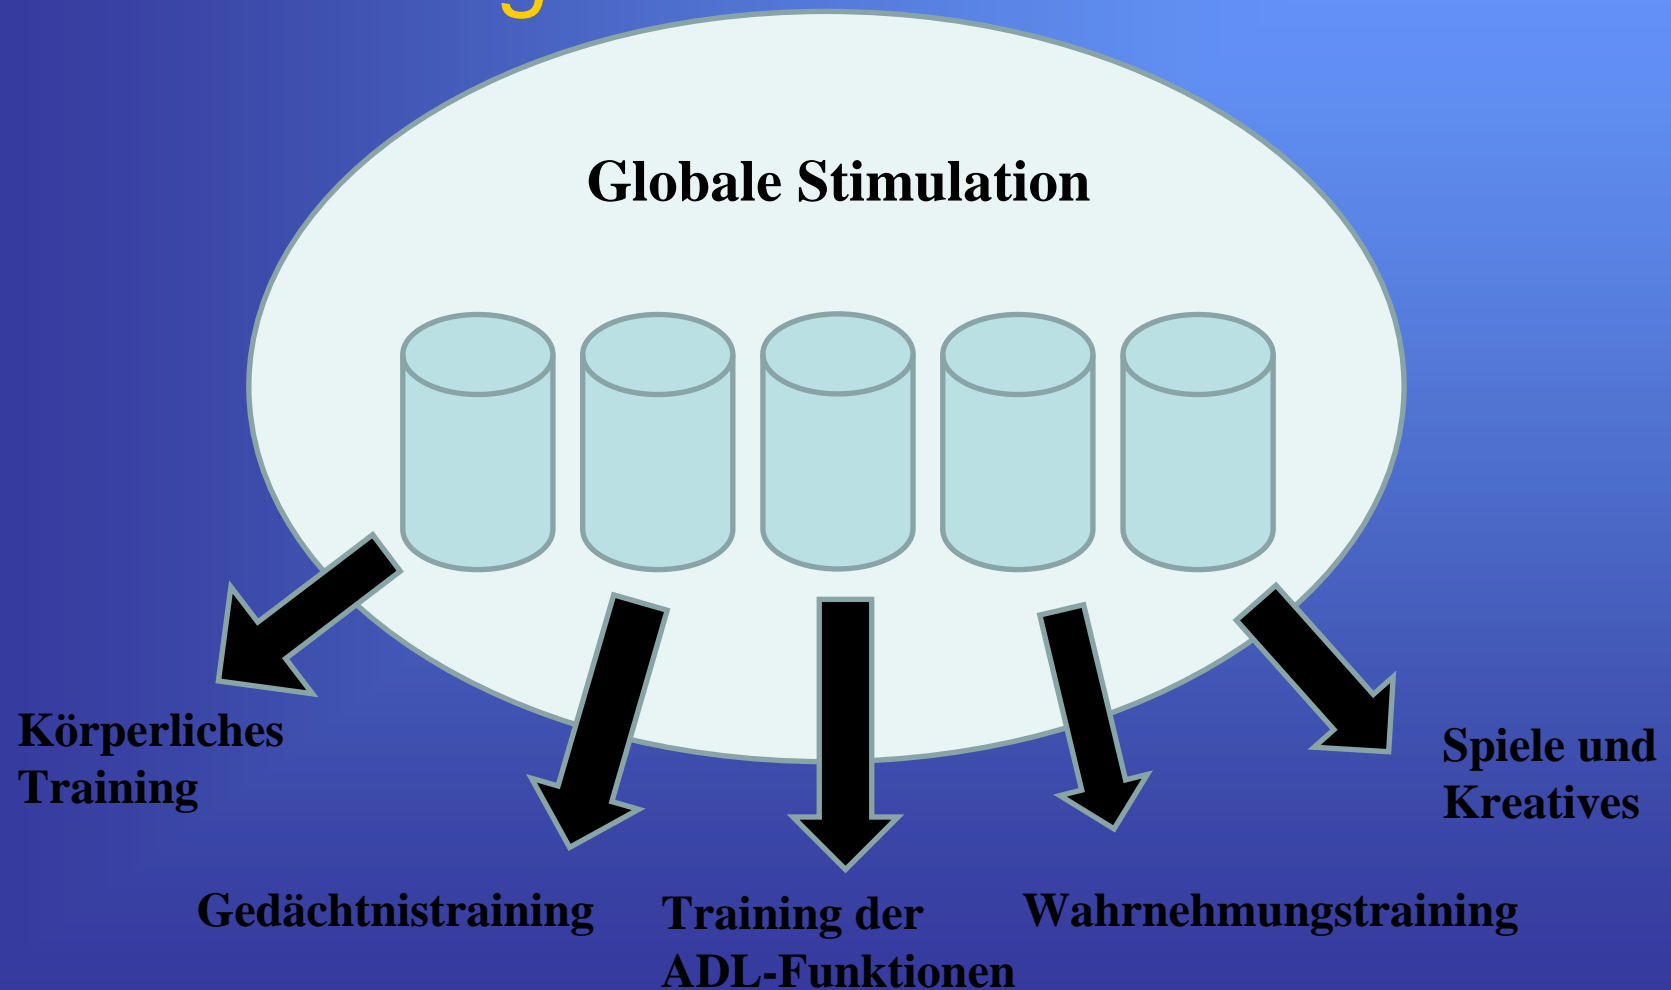 Globale Stimulation
Körperliches
Training
Spiele und
Kreatives
Gedächtnistraining
Training der
ADL-Funktionen
Wahrnehmungstraining